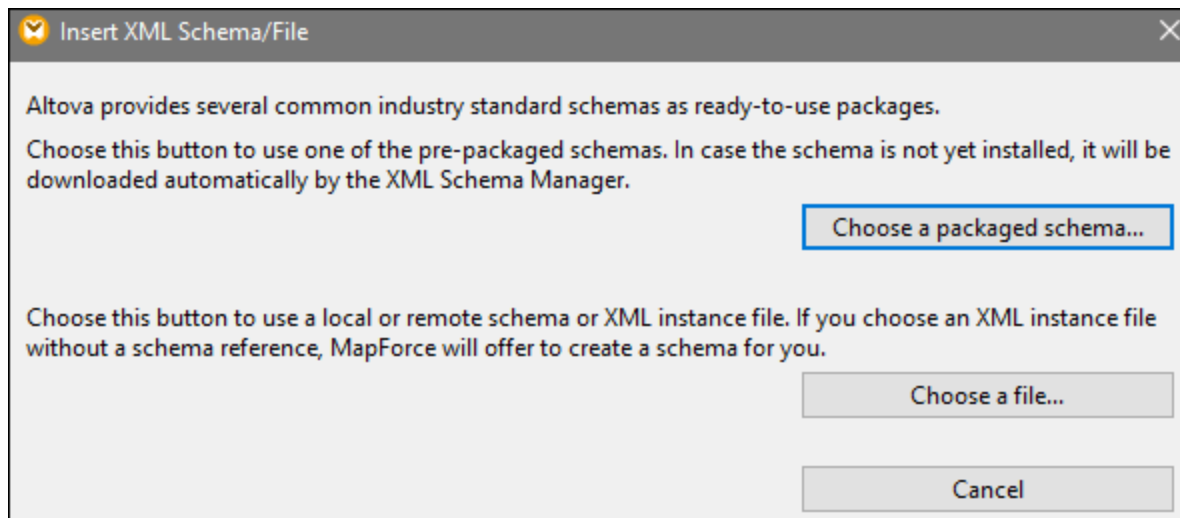 Insert XML Schema/File
Altova provides several common industry standard schemas as ready-to-use packages.
Choose this button to use one of the pre-packaged schemas. In case the schema is not yet installed, it will be
downloaded automatically by the XML Schema Manager.
Choose a packaged schema...
Choose this button to use a local or remote schema or XML instance file. If you choose an XML instance file
without a schema reference, MapForce will offer to create a schema for you.
Choose a file...
Cancel